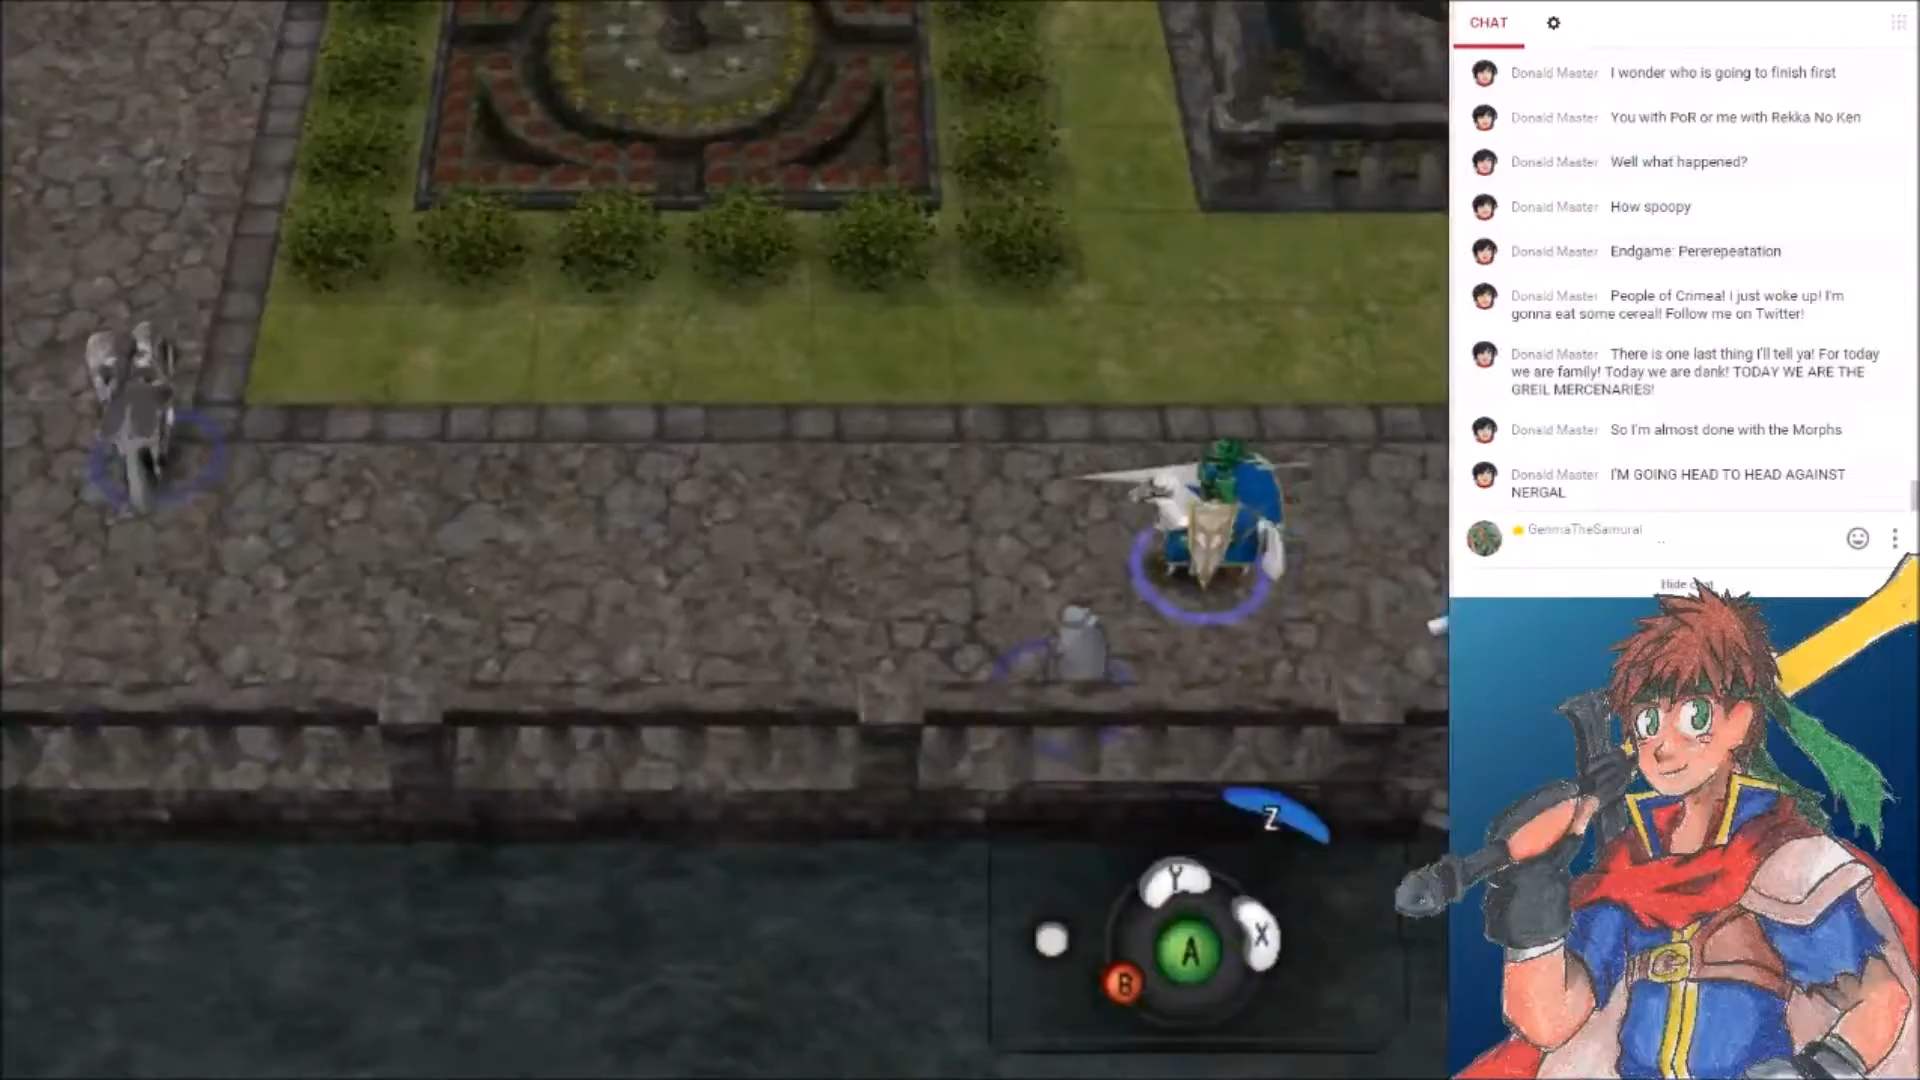 CHAT
Donald Master I wonder who is going to finish first
Donald Master You with PoR or me with Rekka No Ken
Donald Master Well what happened?
Donald Master How spoopy
Donald Master Endgame: Pererepeatation
Donald Master People of Crimea! I just woke up! I'm
gonna eat some cereal! Follow me on Twitter!
Donald Master There is one last thing I'll tell ya! For today
we are family! Today we are dank! TODAY WE ARE THE
GREIL MERCENARIES!
Donald Master So I'm almost done with the Morphs
Donald Master I'M GOING HEAD TO HEAD AGAINST
NERGAL
GenmaTheSamurai
Hide chat
Z
Y
X
A
B